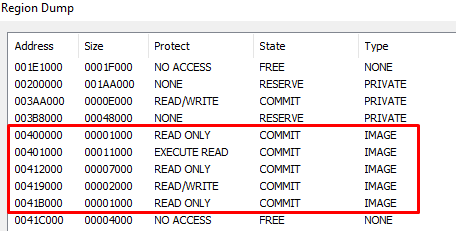 Region Dump
Address Size Protect State Type
001E1000 0001F000 NO ACCESS FREE NONE
00200000 001AA000 NONE RESERVE PRIVATE
003AA000 0000E000 READ/WRITE COMMIT PRIVATE
003B8000 00048000 NONE RESERVE PRIVATE
00400000 00001000 READ ONLY COMMIT IMAGE
00401000 00011000 EXECUTE READ COMMIT IMAGE
00412000 00007000 READ ONLY COMMIT IMAGE
00419000 00002000 READ/WRITE COMMIT IMAGE
0041B000 00001000 READ ONLY COMMIT IMAGE
0041C000 00004000 NO ACCESS FREE NONE